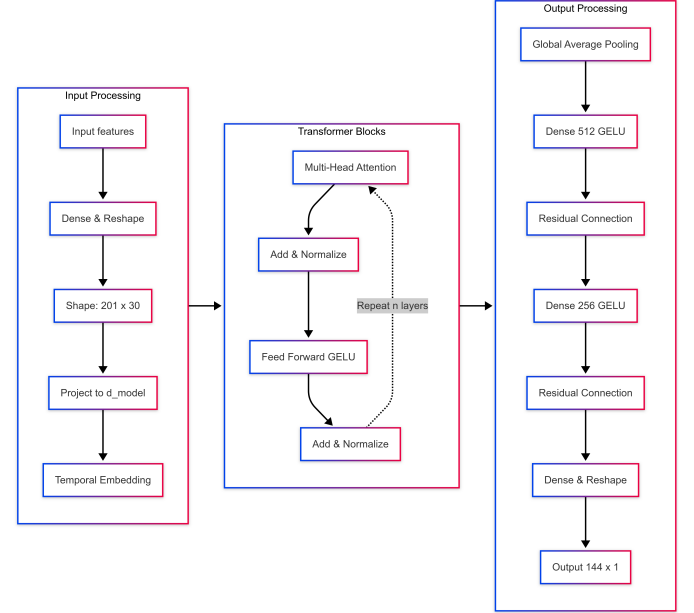 Input Processing
Input features
Dense & Reshape
Shape: 201 x 30
Project to d_model
Temporal Embedding
Transformer Blocks
Multi-Head Attention
Add & Normalize
Repeat n layers
Feed Forward GELU
Add & Normalize
Output Processing
Global Average Pooling
Dense 512 GELU
Residual Connection
Dense 256 GELU
Residual Connection
Dense & Reshape
Output 144 x 1